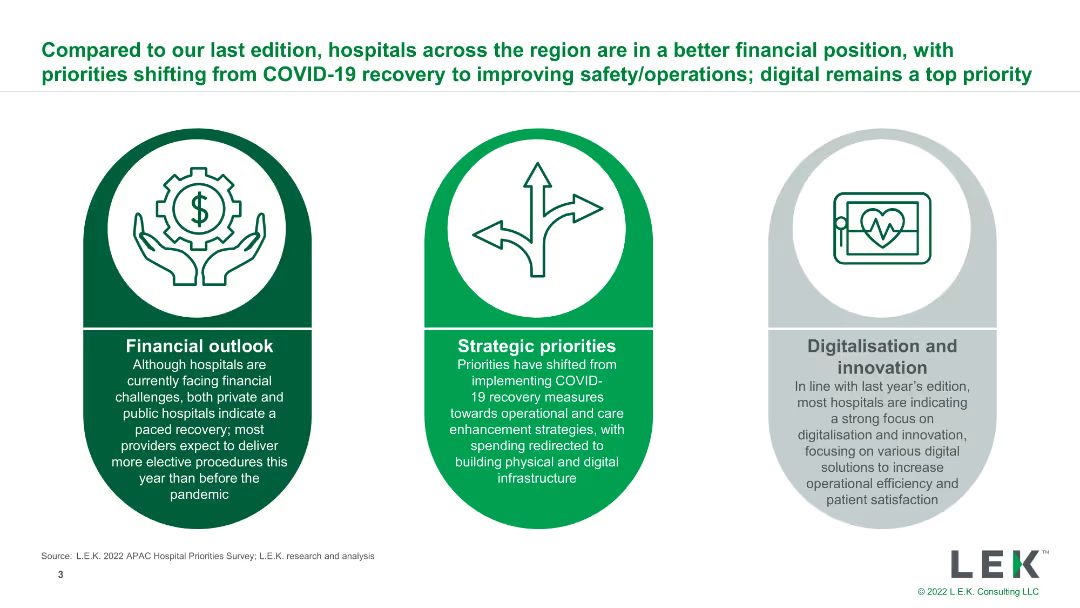 Compared to our last edition, hospitals across the region are in a better financial position, with
priorities shifting from COVID-19 recovery to improving safety/operations; digital remains a top priority
$
Financial outlook
Although hospitals are
currently facing financial
challenges, both private and
public hospitals indicate a
paced recovery; most
providers expect to deliver
more elective procedures this
year than before the
pandemic
Strategic priorities
Priorities have shifted from
implementing COVID-
19 recovery measures
towards operational and care
enhancement strategies, with
spending redirected to
building physical and digital
infrastructure
Digitalisation and
innovation
In line with last year's edition,
most hospitals are indicating
a strong focus on
digitalisation and innovation,
focusing on various digital
solutions to increase
operational efficiency and
patient satisfaction
Source: L.E.K. 2022 APAC Hospital Priorities Survey; L.E.K. research and analysis
3
LEK™
© 2022 L.E.K. Consulting LLC